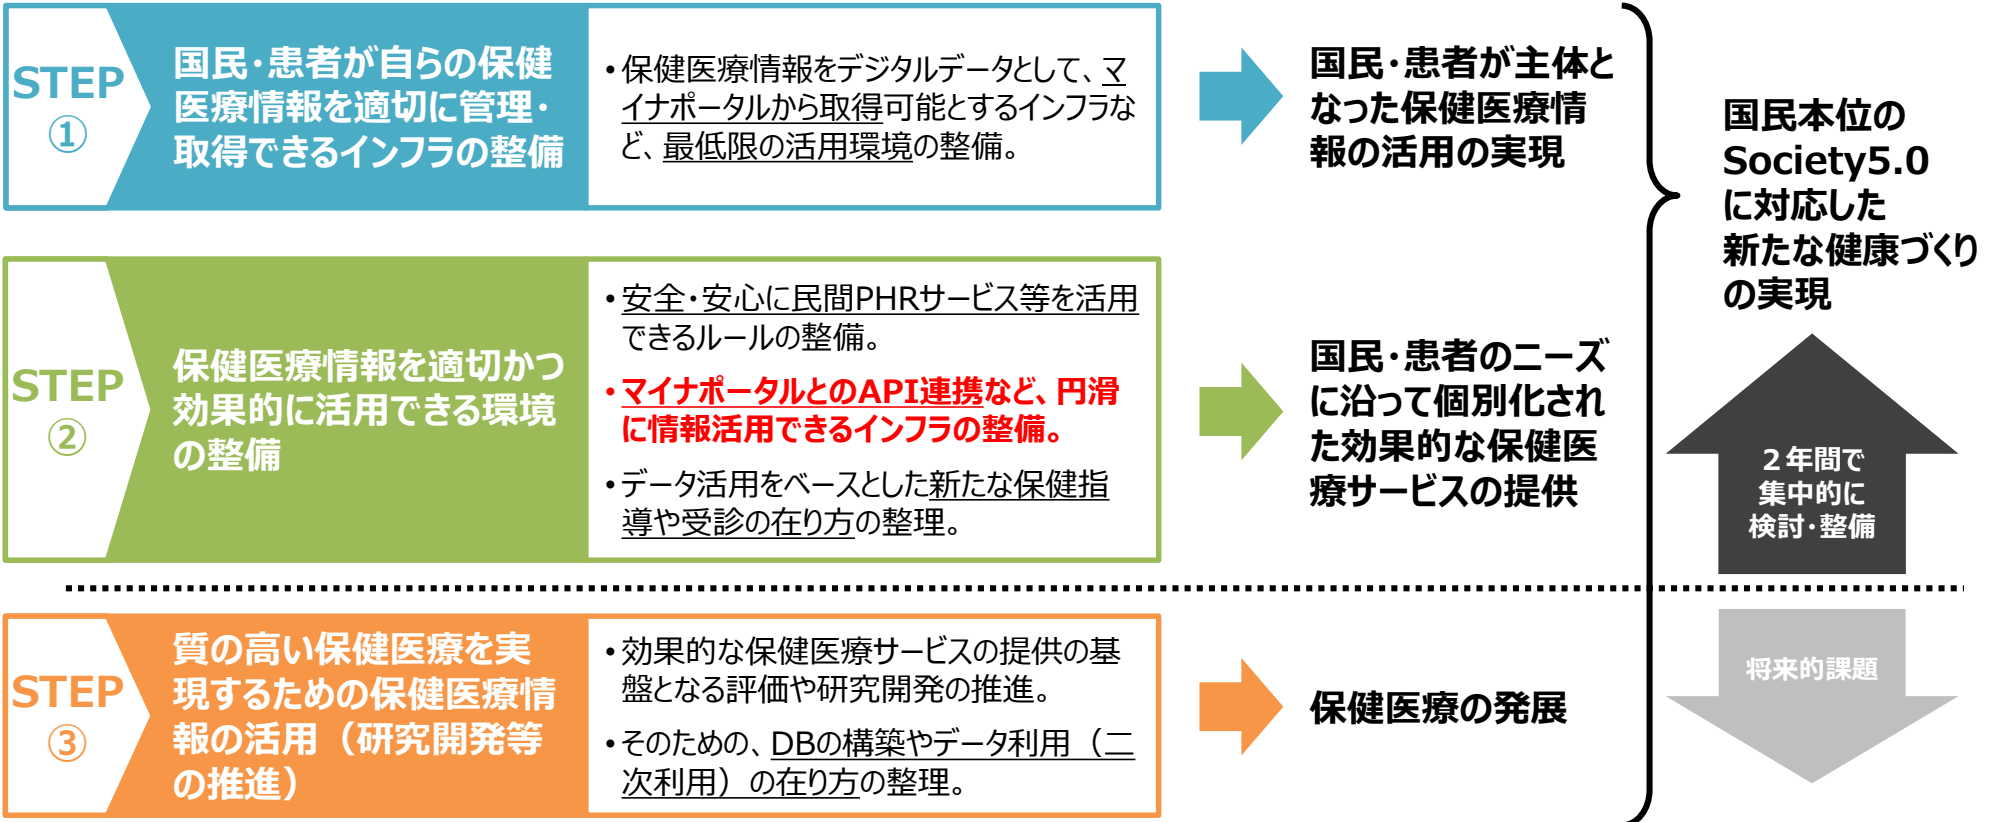 STEP
①
国民・患者が自らの保健
医療情報を適切に管理・
取得できるインフラの整備
・保健医療情報をデジタルデータとして、マ
イナポータルから取得可能とするインフラな
ど、最低限の活用環境の整備。
国民・患者が主体と
なった保健医療情
報の活用の実現
STEP
②
保健医療情報を適切かつ
効果的に活用できる環境
の整備
・安全・安心に民間PHRサービス等を活用
できるルールの整備。
・マイナポータルとのAPI連携など、円滑
に情報活用できるインフラの整備。
・データ活用をベースとした新たな保健指
導や受診の在り方の整理。
国民・患者のニーズ
に沿って個別化され
た効果的な保健医
療サービスの提供
STEP
③
質の高い保健医療を実
現するための保健医療情
報の活用（研究開発等
の推進）
・効果的な保健医療サービスの提供の基
盤となる評価や研究開発の推進。
・そのための、DBの構築やデータ利用（二
次利用）の在り方の整理。
保健医療の発展
国民本位の
Society5.0
に対応した
新たな健康づくり
の実現
２年間で
集中的に
検討・整備
将来的課題